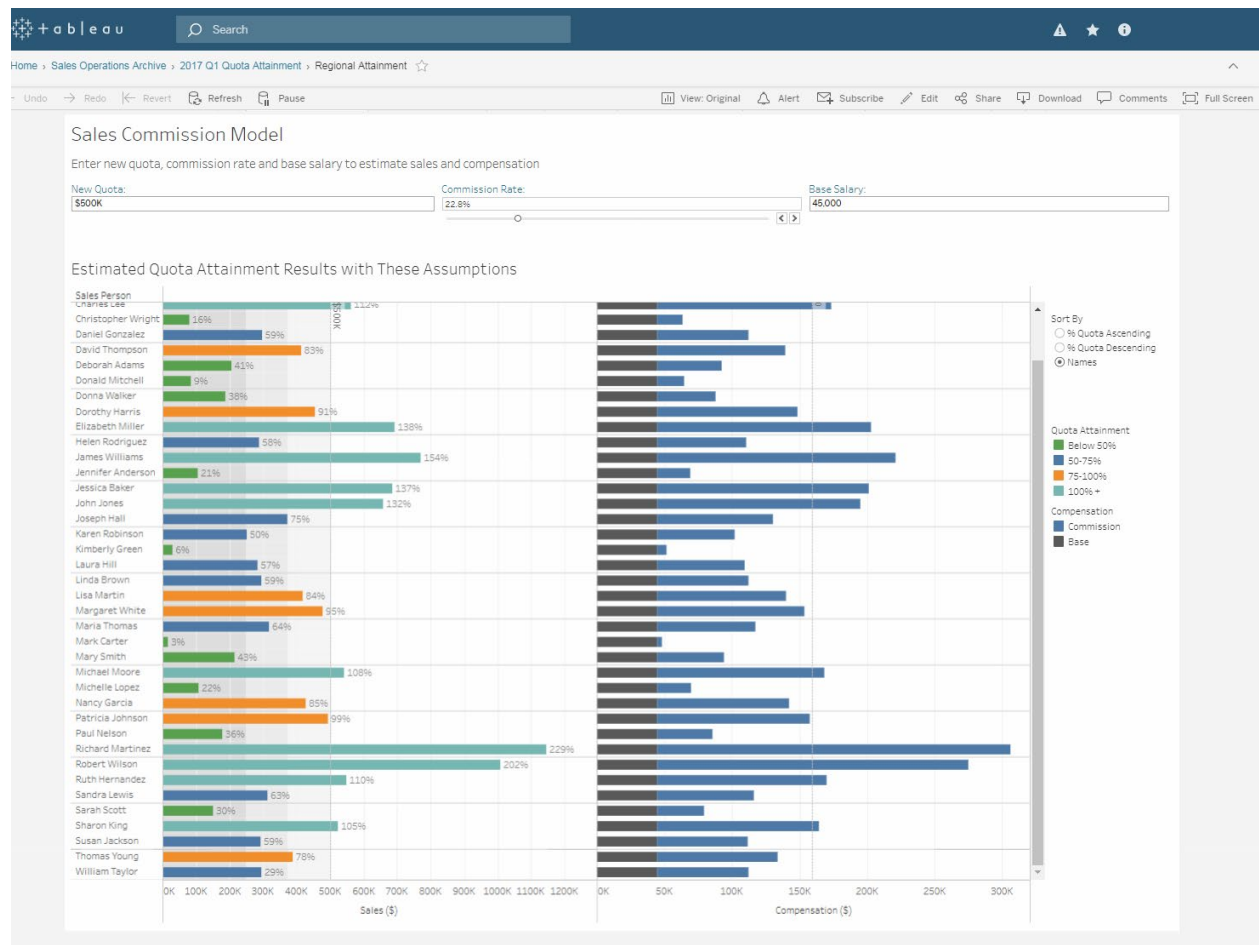 + a b | e a u
Search
Home › Sales Operations Archive › 2017 Q1 Quota Attainment › Regional Attainment
Undo Redo Revert Refresh Pause View: Original Alert Subscribe Edit Share Download Comments Full Screen
Sales Commission Model
Enter new quota, commission rate and base salary to estimate sales and compensation
New Quota: Commission Rate: Base Salary:
$500K 22.8% 45,000
Estimated Quota Attainment Results with These Assumptions
Sales Person
Charles Lee 112%
$500K
Christopher Wright 16%
Daniel Gonzalez 59%
David Thompson 83%
Deborah Adams 41%
Donald Mitchell 9%
Donna Walker 38%
Dorothy Harris 91%
Elizabeth Miller 138%
Helen Rodriguez 58%
James Williams 154%
Jennifer Anderson 21%
Jessica Baker 137%
John Jones 132%
Joseph Hall 75%
Karen Robinson 50%
Kimberly Green 6%
Laura Hill 57%
Linda Brown 59%
Lisa Martin 84%
Margaret White 95%
Maria Thomas 64%
Mark Carter 3%
Mary Smith 43%
Michael Moore 108%
Michelle Lopez 22%
Nancy Garcia 85%
Patricia Johnson 99%
Paul Nelson 36%
Richard Martinez 229%
Robert Wilson 202%
Ruth Hernandez 110%
Sandra Lewis 63%
Sarah Scott 30%
Sharon King 105%
Susan Jackson 59%
Thomas Young 78%
William Taylor 29%
0K 100K 200K 300K 400K 500K 600K 700K 800K 900K 1000K 1100K 1200K
Sales ($)
0K 50K 100K 150K 200K 250K 300K
Compensation ($)
Sort By
% Quota Ascending
% Quota Descending
Names
Quota Attainment
Below 50%
50-75%
75-100%
100% +
Compensation
Commission
Base